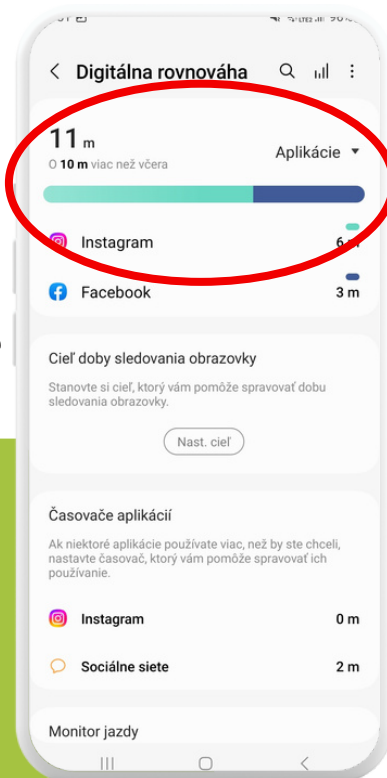 Digitálna rovnováha
11 m
O 10 m viac než včera
Aplikácie
Instagram
6 m
Facebook
3 m
Cieľ doby sledovania obrazovky
Stanovte si cieľ, ktorý vám pomôže spravovať dobu
sledovania obrazovky.
Nast. cieľ
Časovače aplikácií
Ak niektoré aplikácie používate viac, než by ste chceli,
nastavte časovač, ktorý vám pomôže spravovať ich
používanie.
Instagram
0 m
Sociálne siete
2 m
Monitor jazdy